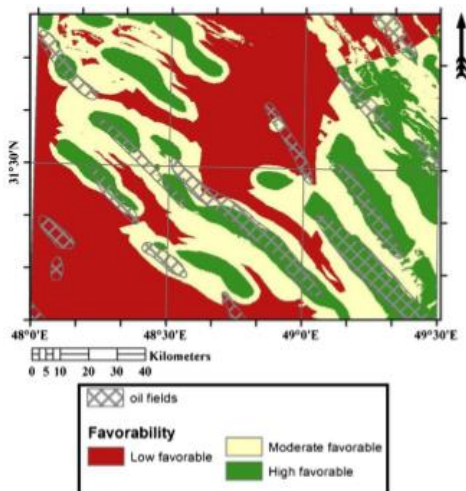 31°30'N
48°0'E
48°30'E
49°0'E
49°30'E
Kilometers
0 5 10 20 30 40
oil fields
Favorability
Low favorable
Moderate favorable
High favorable